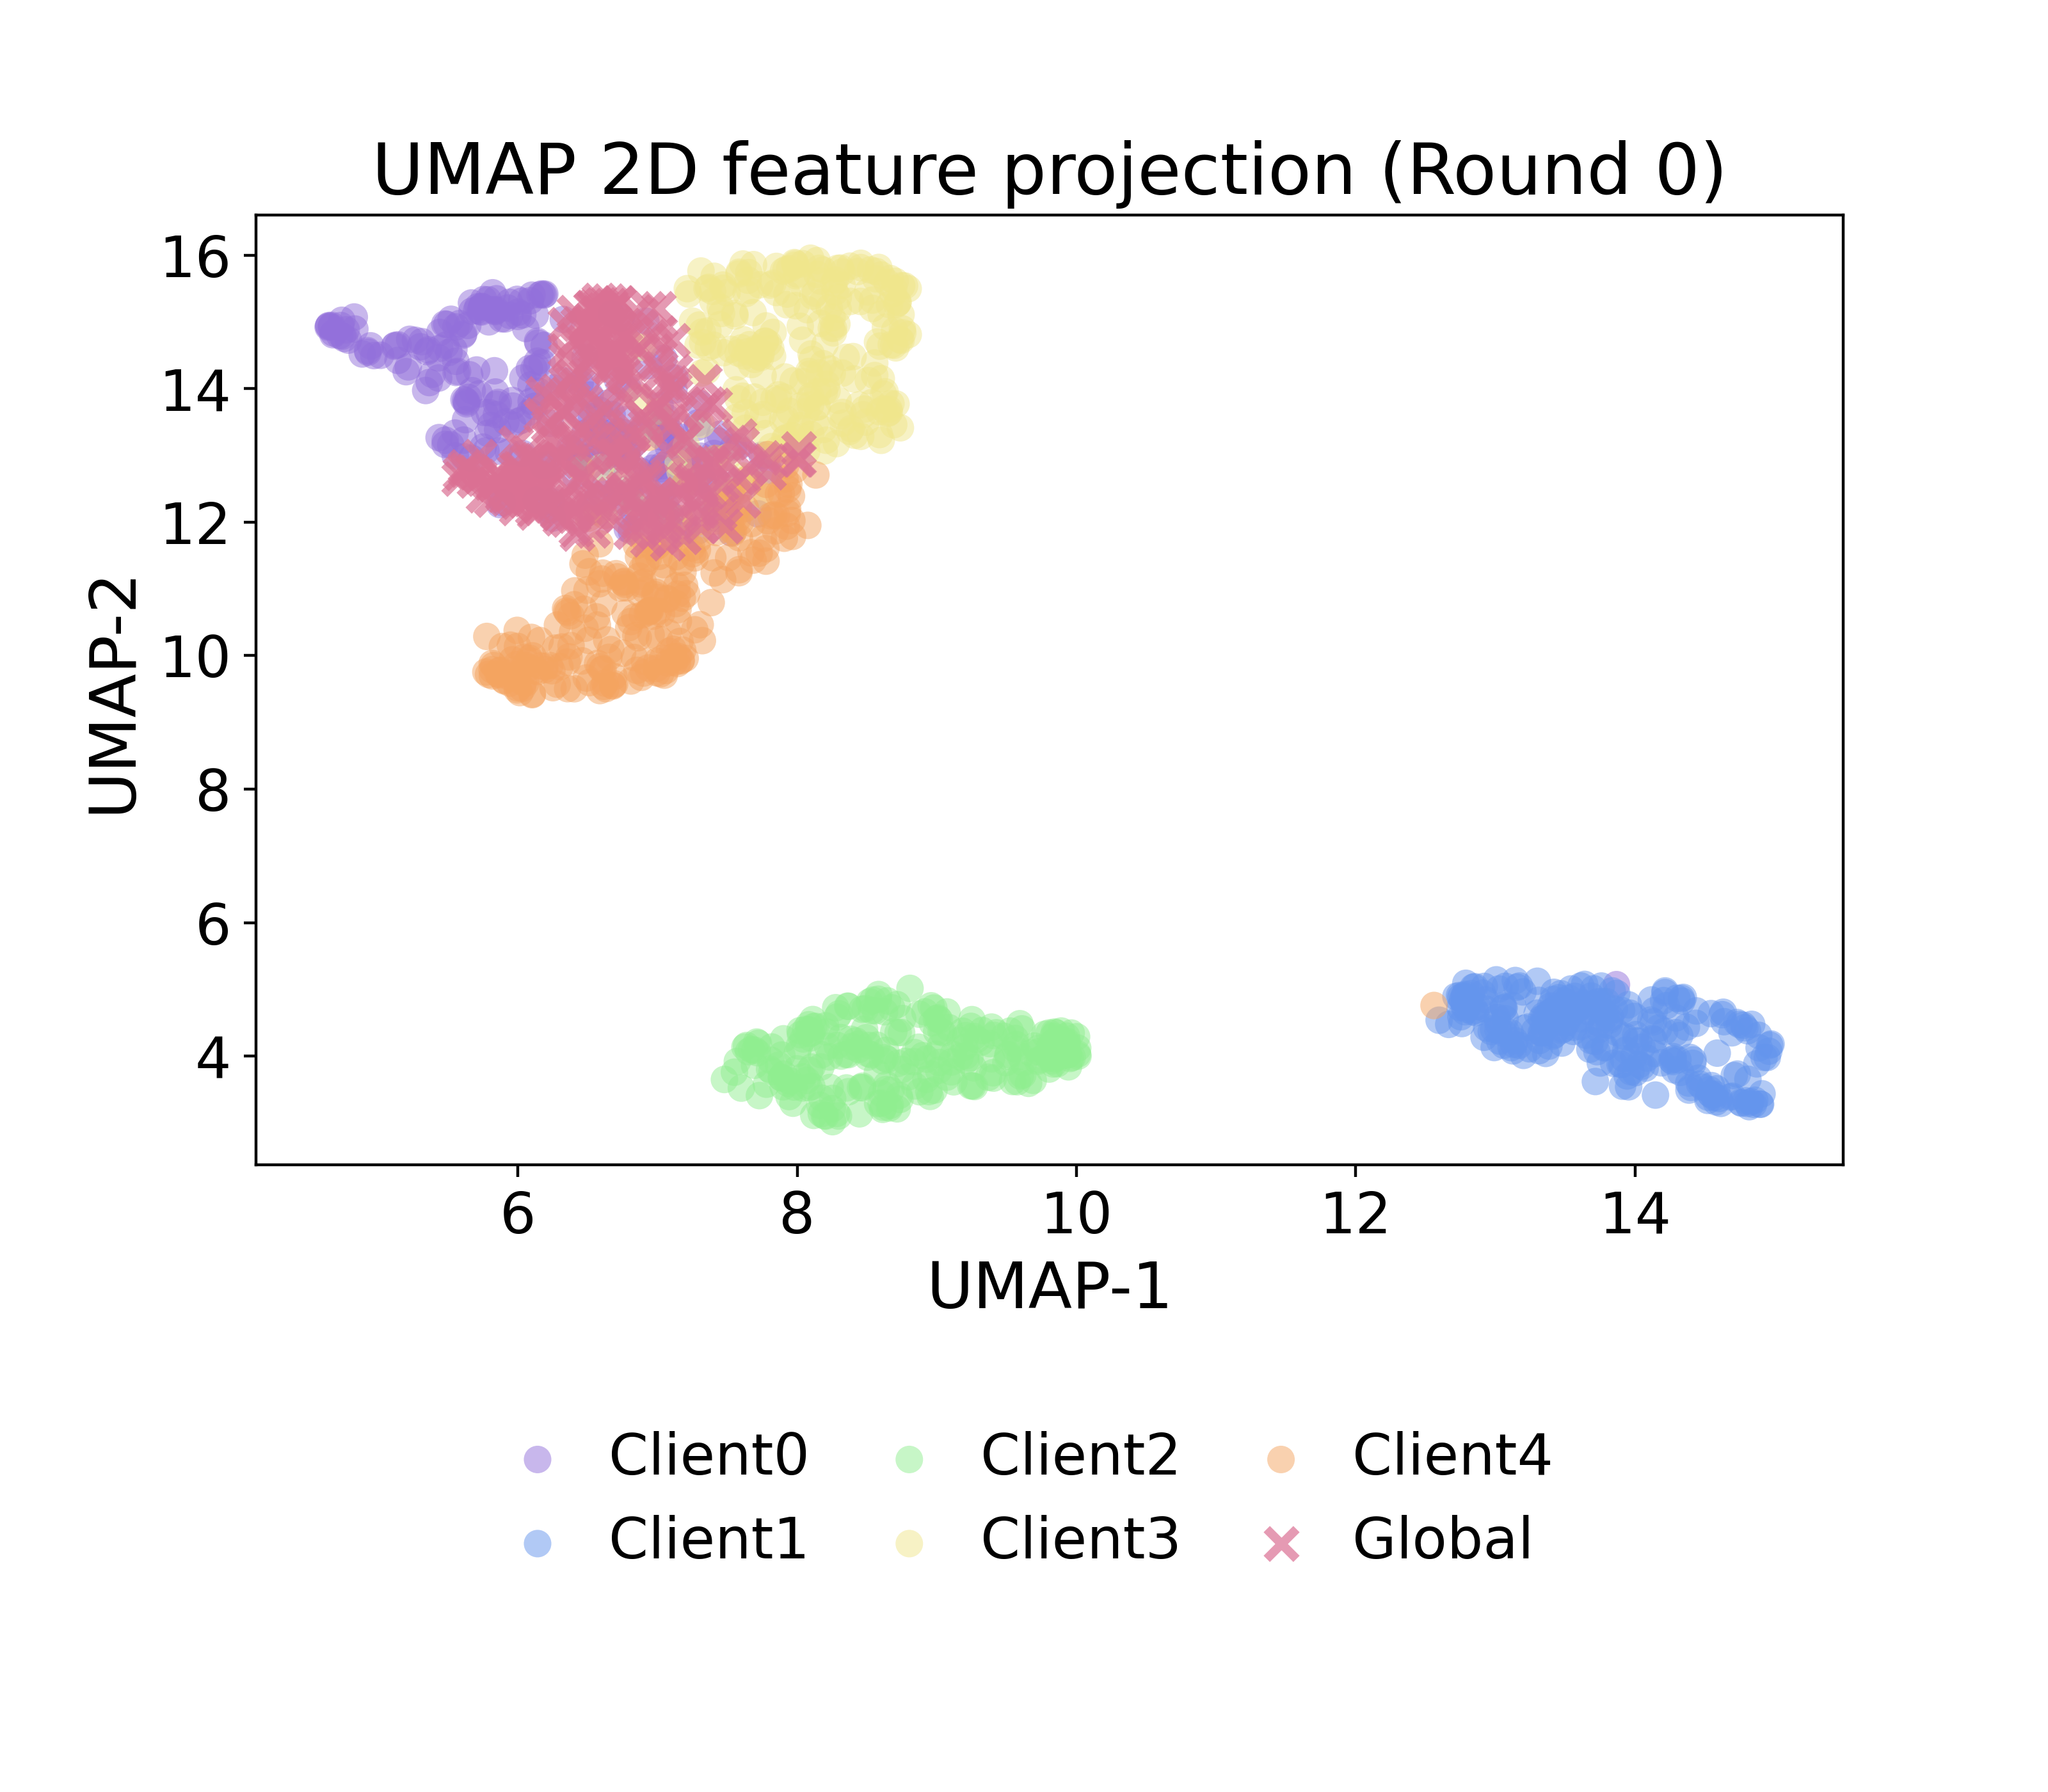 UMAP 2D feature projection (Round 0)
16
14
12
10
8
6
4
UMAP-2
6 8 10 12 14
UMAP-1
Client0 Client2 Client4
Client1 Client3 Global